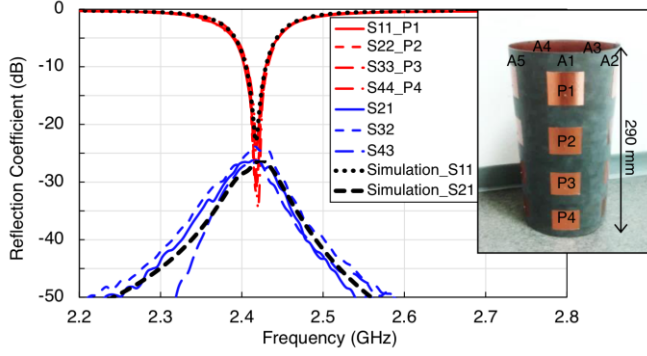 Reflection Coefficient (dB)
0
-10
-20
-30
-40
-50
2.2
2.3
2.4
2.5
2.6
2.7
2.8
Frequency (GHz)
S11_P1
S22_P2
S33_P3
S44_P4
S21
S32
S43
Simulation_S11
Simulation_S21
A4
A3
A5
A1
A2
P1
P2
P3
P4
290 mm